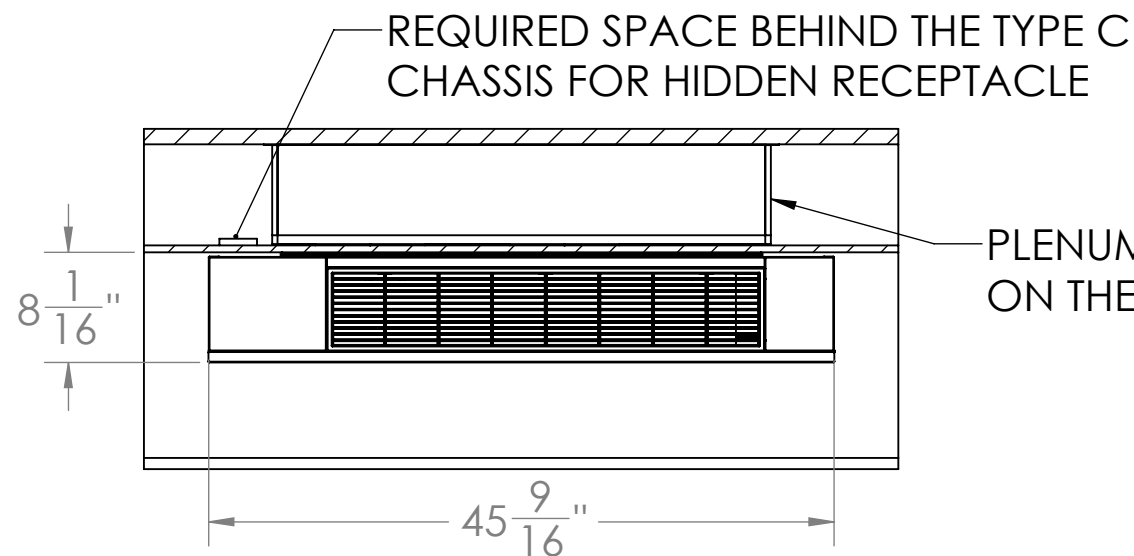 REQUIRED SPACE BEHIND THE TYPE C
CHASSIS FOR HIDDEN RECEPTACLE
PLENUM
ON THE
8 1/16"
45 9/16"